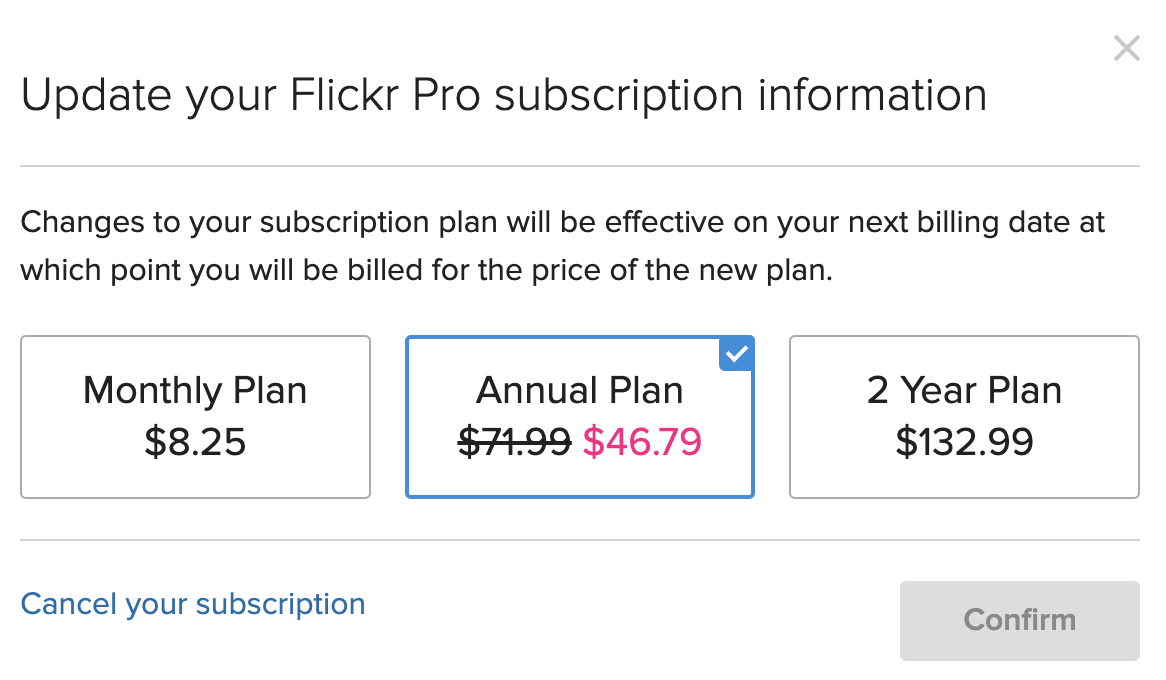 Update your Flickr Pro subscription information
Changes to your subscription plan will be effective on your next billing date at
which point you will be billed for the price of the new plan.
Monthly Plan
$8.25
Annual Plan
$71.99 $46.79
2 Year Plan
$132.99
Cancel your subscription
Confirm